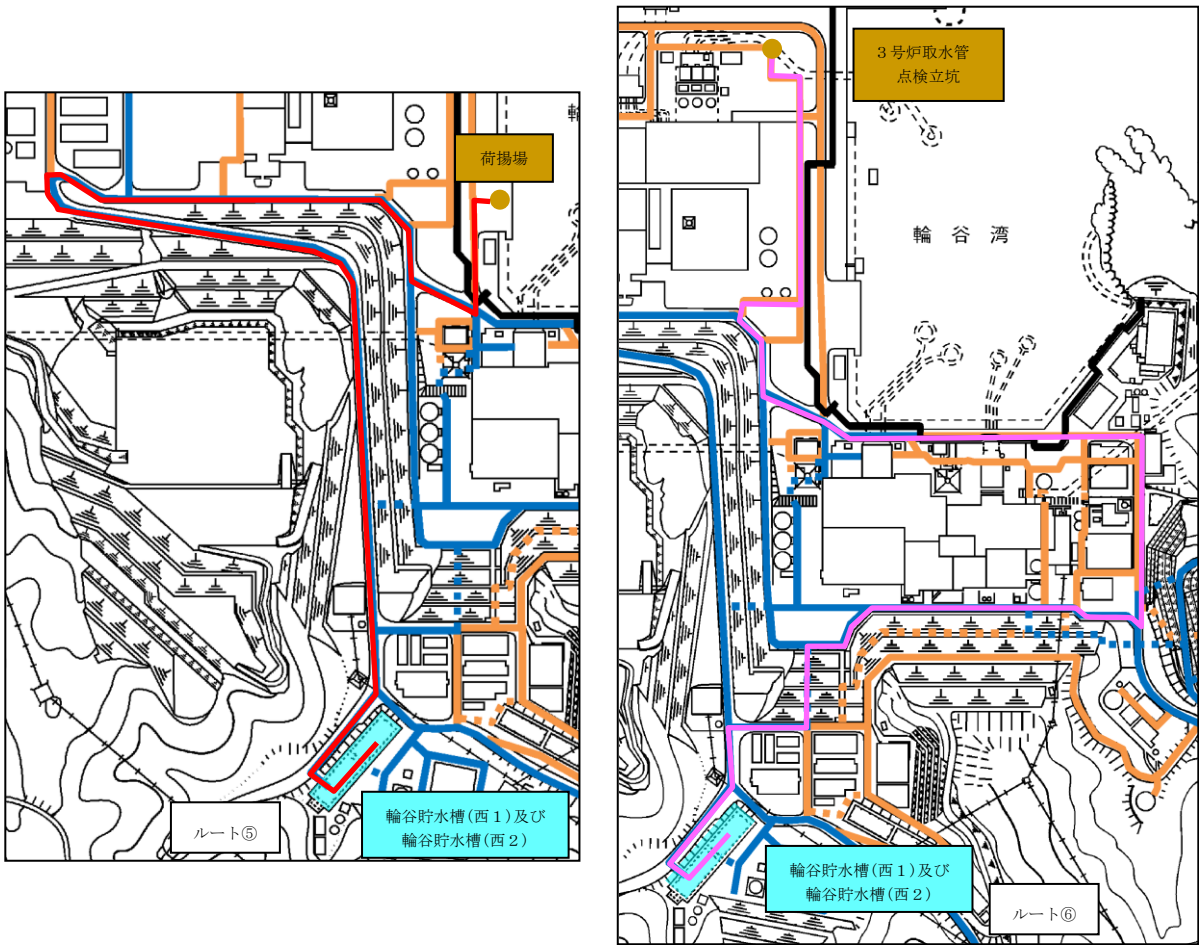 荷揚場
輪谷貯水槽(西１)及び
輪谷貯水槽(西２)
ルート⑤
３号炉取水管
点検立坑
輪 谷 湾
輪谷貯水槽(西１)及び
輪谷貯水槽(西２)
ルート⑥